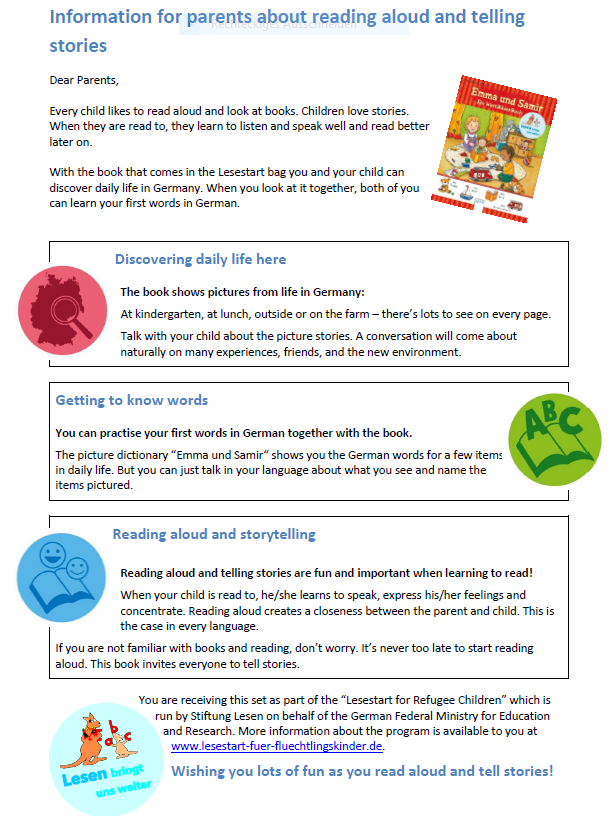 Information for parents about reading aloud and telling
Rechteckiges Ausschneiden
stories
Dear Parents,
Every child likes to read aloud and look at books. Children love stories.
When they are read to, they learn to listen and speak well and read better
later on.
With the book that comes in the Lesestart bag you and your child can
discover daily life in Germany. When you look at it together, both of you
can learn your first words in German.
Emma und Samir
Ein Wort-Bilder-Buch
Discovering daily life here
The book shows pictures from life in Germany:
At kindergarten, at lunch, outside or on the farm – there’s lots to see on every page.
Talk with your child about the picture stories. A conversation will come about
naturally on many experiences, friends, and the new environment.
Getting to know words
You can practise your first words in German together with the book.
The picture dictionary “Emma und Samir“ shows you the German words for a few items
in daily life. But you can just talk in your language about what you see and name the
items pictured.
ABC
Reading aloud and storytelling
Reading aloud and telling stories are fun and important when learning to read!
When your child is read to, he/she learns to speak, express his/her feelings and
concentrate. Reading aloud creates a closeness between the parent and child. This is
the case in every language.
If you are not familiar with books and reading, don’t worry. It’s never too late to start reading
aloud. This book invites everyone to tell stories.
You are receiving this set as part of the “Lesestart for Refugee Children” which is
run by Stiftung Lesen on behalf of the German Federal Ministry for Education
and Research. More information about the program is available to you at
www.lesestart-fuer-fluechtlingskinder.de.
Wishing you lots of fun as you read aloud and tell stories!
a b c
Lesen bringt
uns weiter